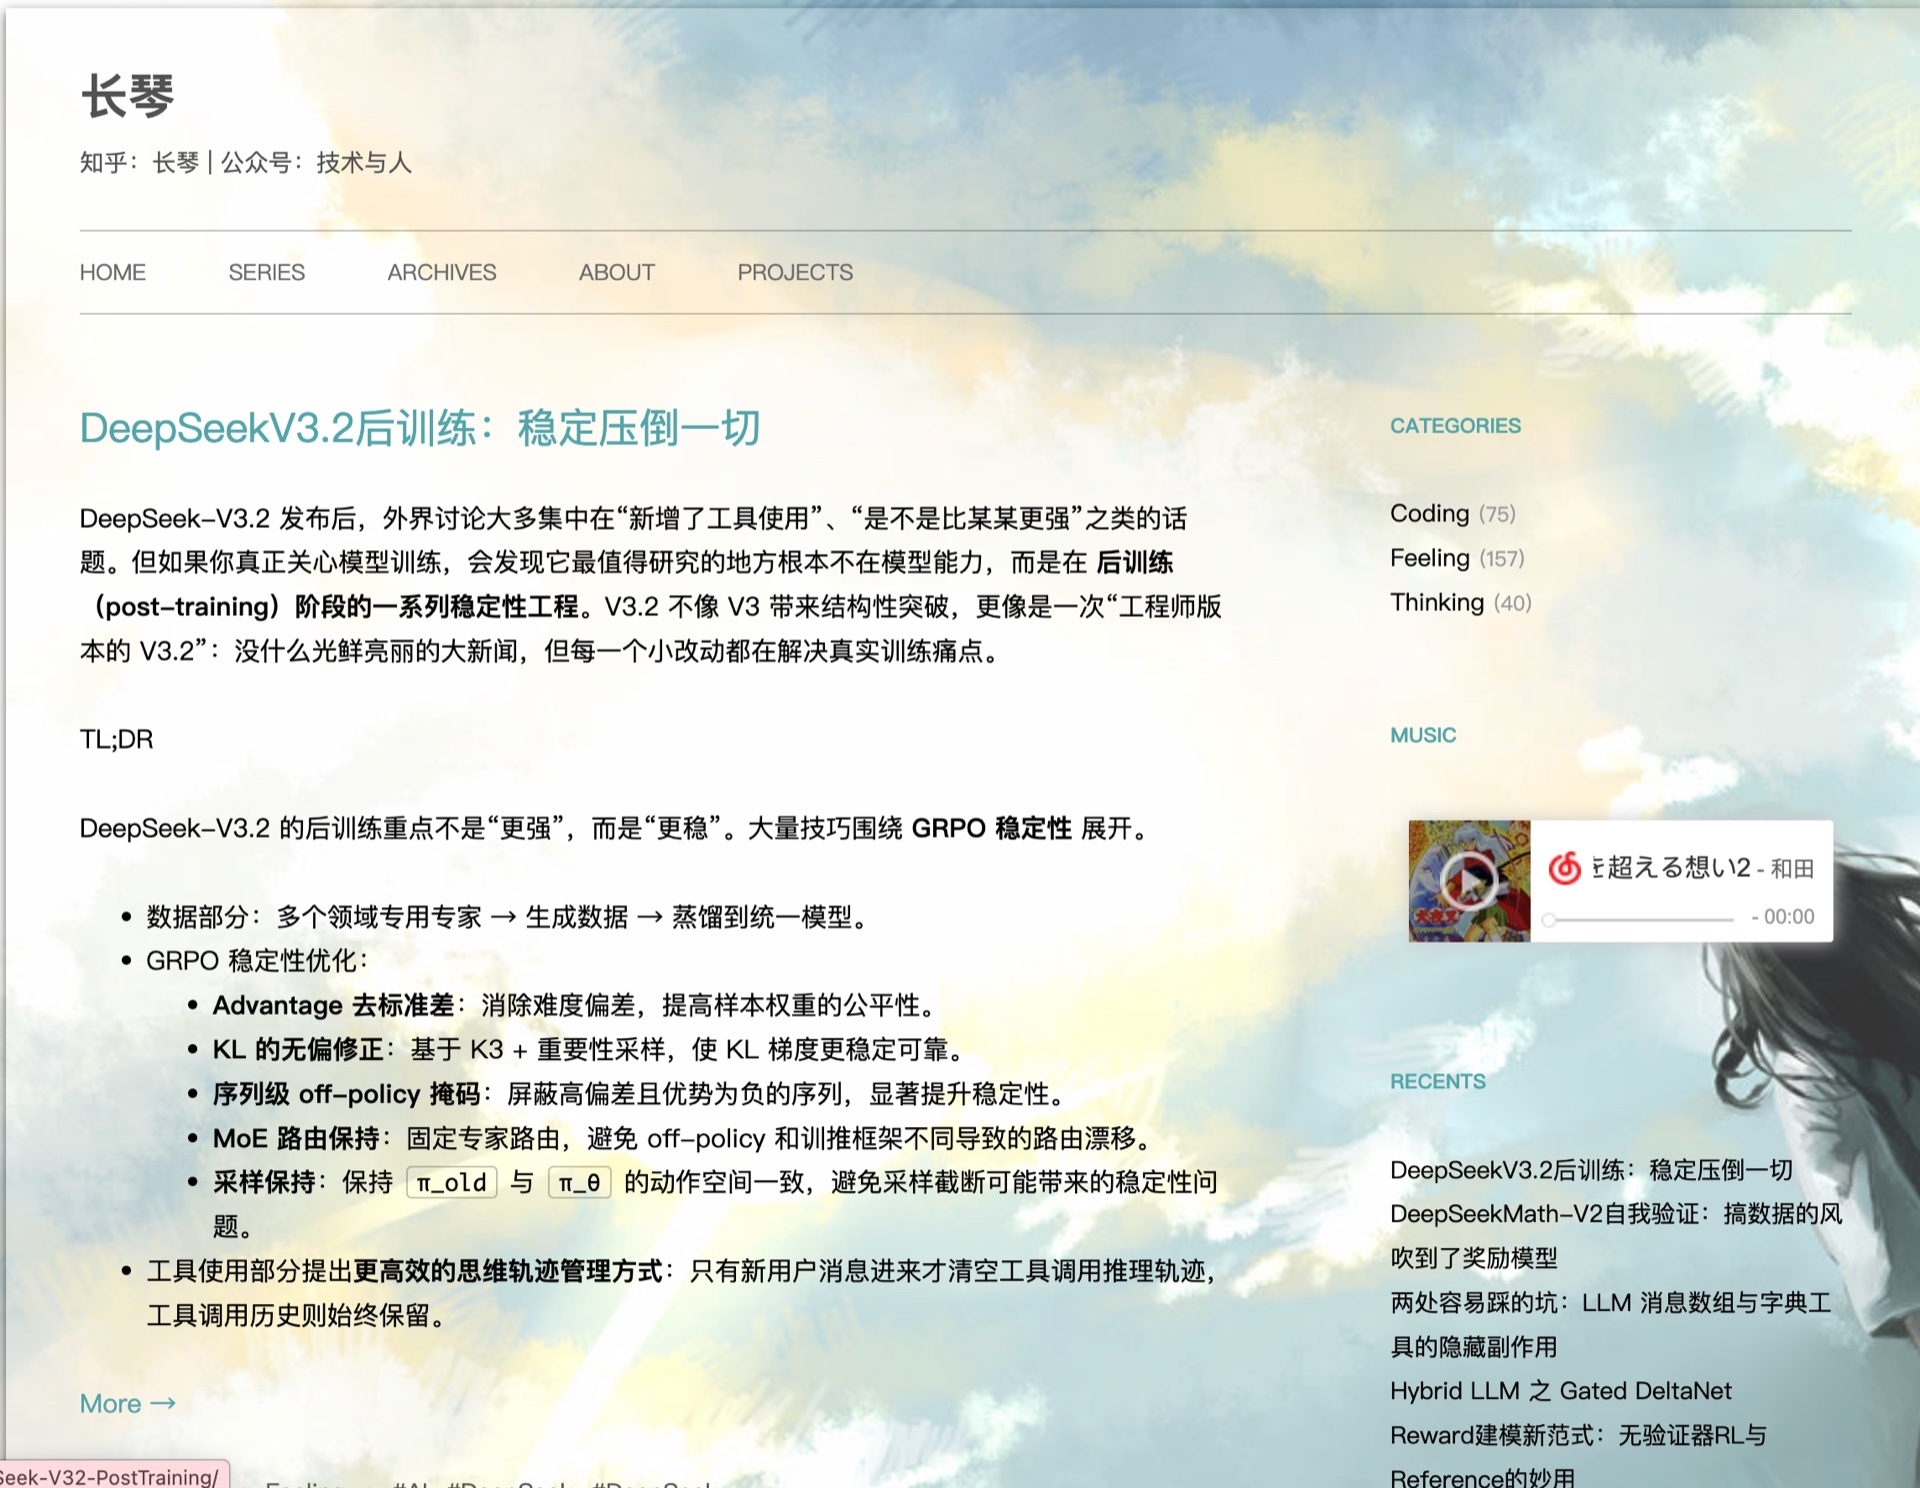 长琴
知乎：长琴 | 公众号：技术与人
HOME SERIES ARCHIVES ABOUT PROJECTS
DeepSeekV3.2后训练：稳定压倒一切
DeepSeek-V3.2 发布后，外界讨论大多集中在“新增了工具使用”、“是不是比某某更强”之类的话
题。但如果你真正关心模型训练，会发现它最值得研究的地方根本不在模型能力，而是在 后训练
（post-training）阶段的一系列稳定性工程。V3.2 不像 V3 带来结构性突破，更像是一次“工程师版
本的 V3.2”：没什么光鲜亮丽的大新闻，但每一个小改动都在解决真实训练痛点。
TL;DR
DeepSeek-V3.2 的后训练重点不是“更强”，而是“更稳”。大量技巧围绕 GRPO 稳定性 展开。
• 数据部分：多个领域专用专家 → 生成数据 → 蒸馏到统一模型。
• GRPO 稳定性优化：
• Advantage 去标准差：消除难度偏差，提高样本权重的公平性。
• KL 的无偏修正：基于 K3 + 重要性采样，使 KL 梯度更稳定可靠。
• 序列级 off-policy 掩码：屏蔽高偏差且优势为负的序列，显著提升稳定性。
• MoE 路由保持：固定专家路由，避免 off-policy 和训推框架不同导致的路由漂移。
• 采样保持：保持 π_old 与 π_θ 的动作空间一致，避免采样截断可能带来的稳定性问
题。
• 工具使用部分提出更高效的思维轨迹管理方式：只有新用户消息进来才清空工具调用推理轨迹，
工具调用历史则始终保留。
More →
Seek-V32-PostTraining/
CATEGORIES
Coding (75)
Feeling (157)
Thinking (40)
MUSIC
を超える想い2 - 和田
- 00:00
RECENTS
DeepSeekV3.2后训练：稳定压倒一切
DeepSeekMath-V2自我验证：搞数据的风
吹到了奖励模型
两处容易踩的坑：LLM 消息数组与字典工
具的隐藏副作用
Hybrid LLM 之 Gated DeltaNet
Reward建模新范式：无验证器RL与
Reference的妙用